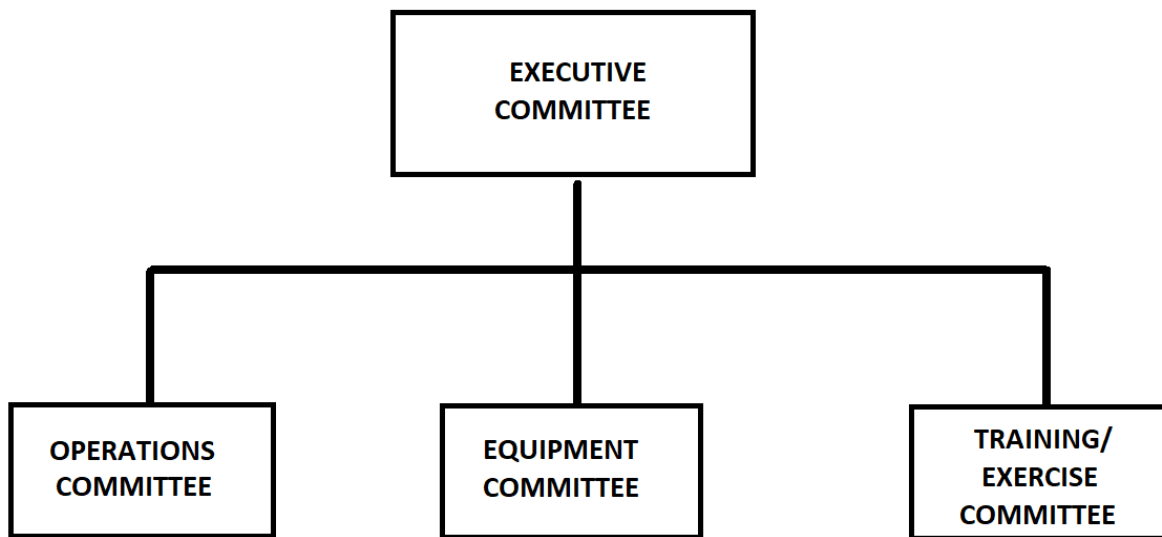 EXECUTIVE
COMMITTEE
OPERATIONS
COMMITTEE
EQUIPMENT
COMMITTEE
TRAINING/
EXERCISE
COMMITTEE